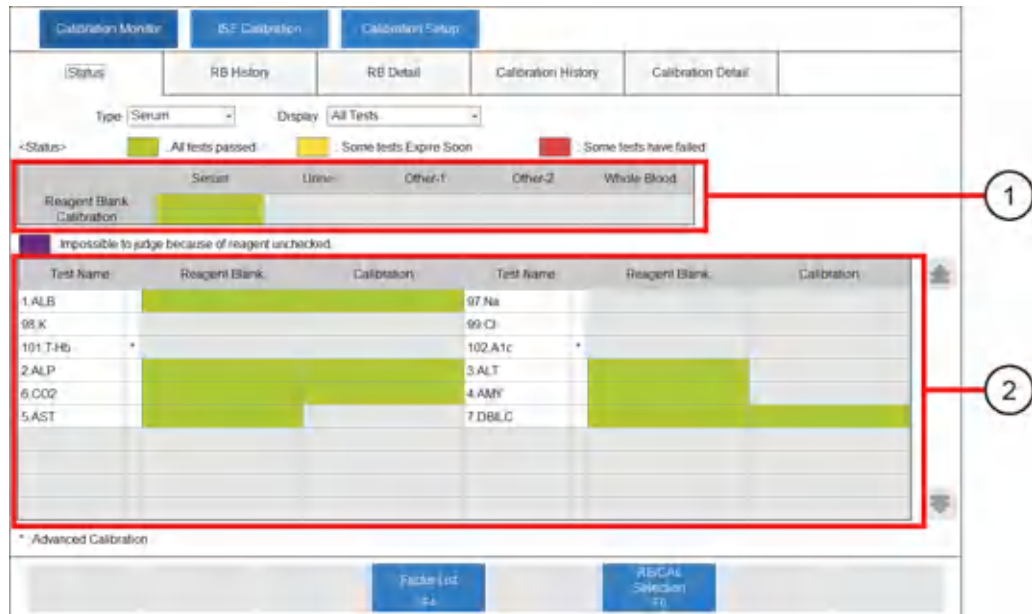 Calibration Monitor ISE Calibration Calibration Setup
Status RB History RB Detail Calibration History Calibration Detail
Type Serum Display All Tests
<Status> : All tests passed : Some tests Expire Soon : Some tests have failed
Serum Urine Other-1 Other-2 Whole Blood
Reagent Blank
Calibration
1
: Impossible to judge because of reagent unchecked.
Test Name Reagent Blank Calibration Test Name Reagent Blank Calibration
1.ALB 97.Na
98.K 99.Cl
101.T-Hb * 102.A1c *
2.ALP 3.ALT
6.CO2 4.AMY
5.AST 7.DBILC
2
* : Advanced Calibration
Factor List
F4
RB/CAL
Selection